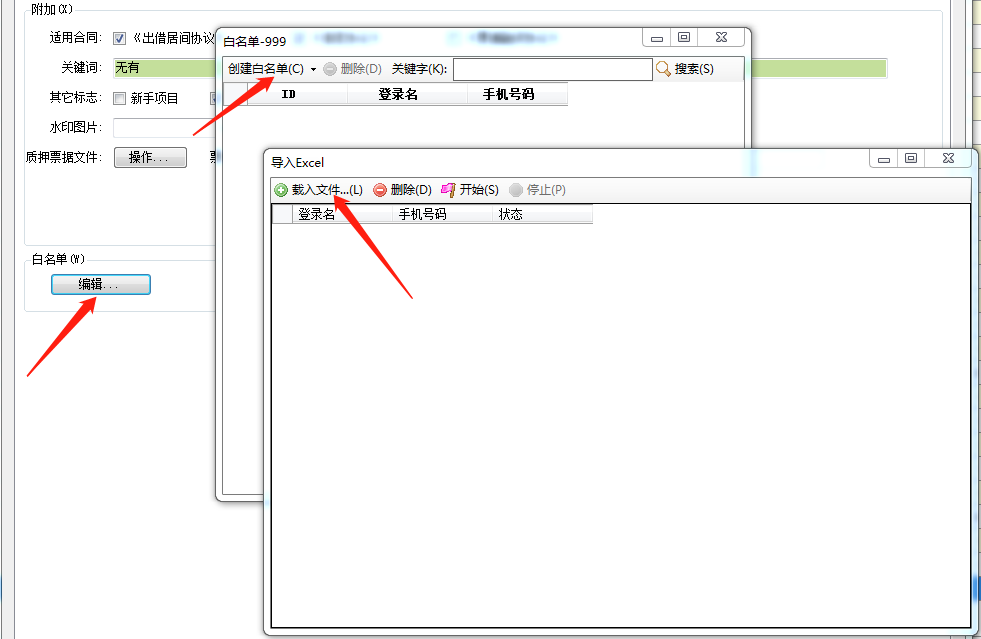 附加(X)
适用合同: 《出借居间协议
关键词: 无有
其它标志: 新手项目
水印图片:
质押票据文件: 操作...
白名单(W)
编辑...
白名单-999
创建白名单(C) 删除(D) 关键字(K): 搜索(S)
ID 登录名 手机号码
导入Excel
载入文件...(L) 删除(D) 开始(S) 停止(P)
登录名 手机号码 状态